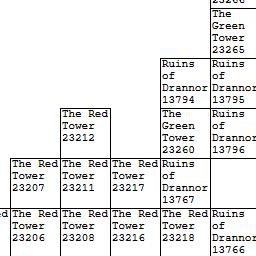 23266
The
Green
Tower
23265
Ruins
of
Drannor
13794
Ruins
of
Drannor
13795
The Red
Tower
23212
The
Green
Tower
23260
Ruins
of
Drannor
13796
The Red
Tower
23207
The Red
Tower
23211
The Red
Tower
23217
Ruins
of
Drannor
13767
ed
The Red
Tower
23206
The Red
Tower
23208
The Red
Tower
23216
The Red
Tower
23218
Ruins
of
Drannor
13766